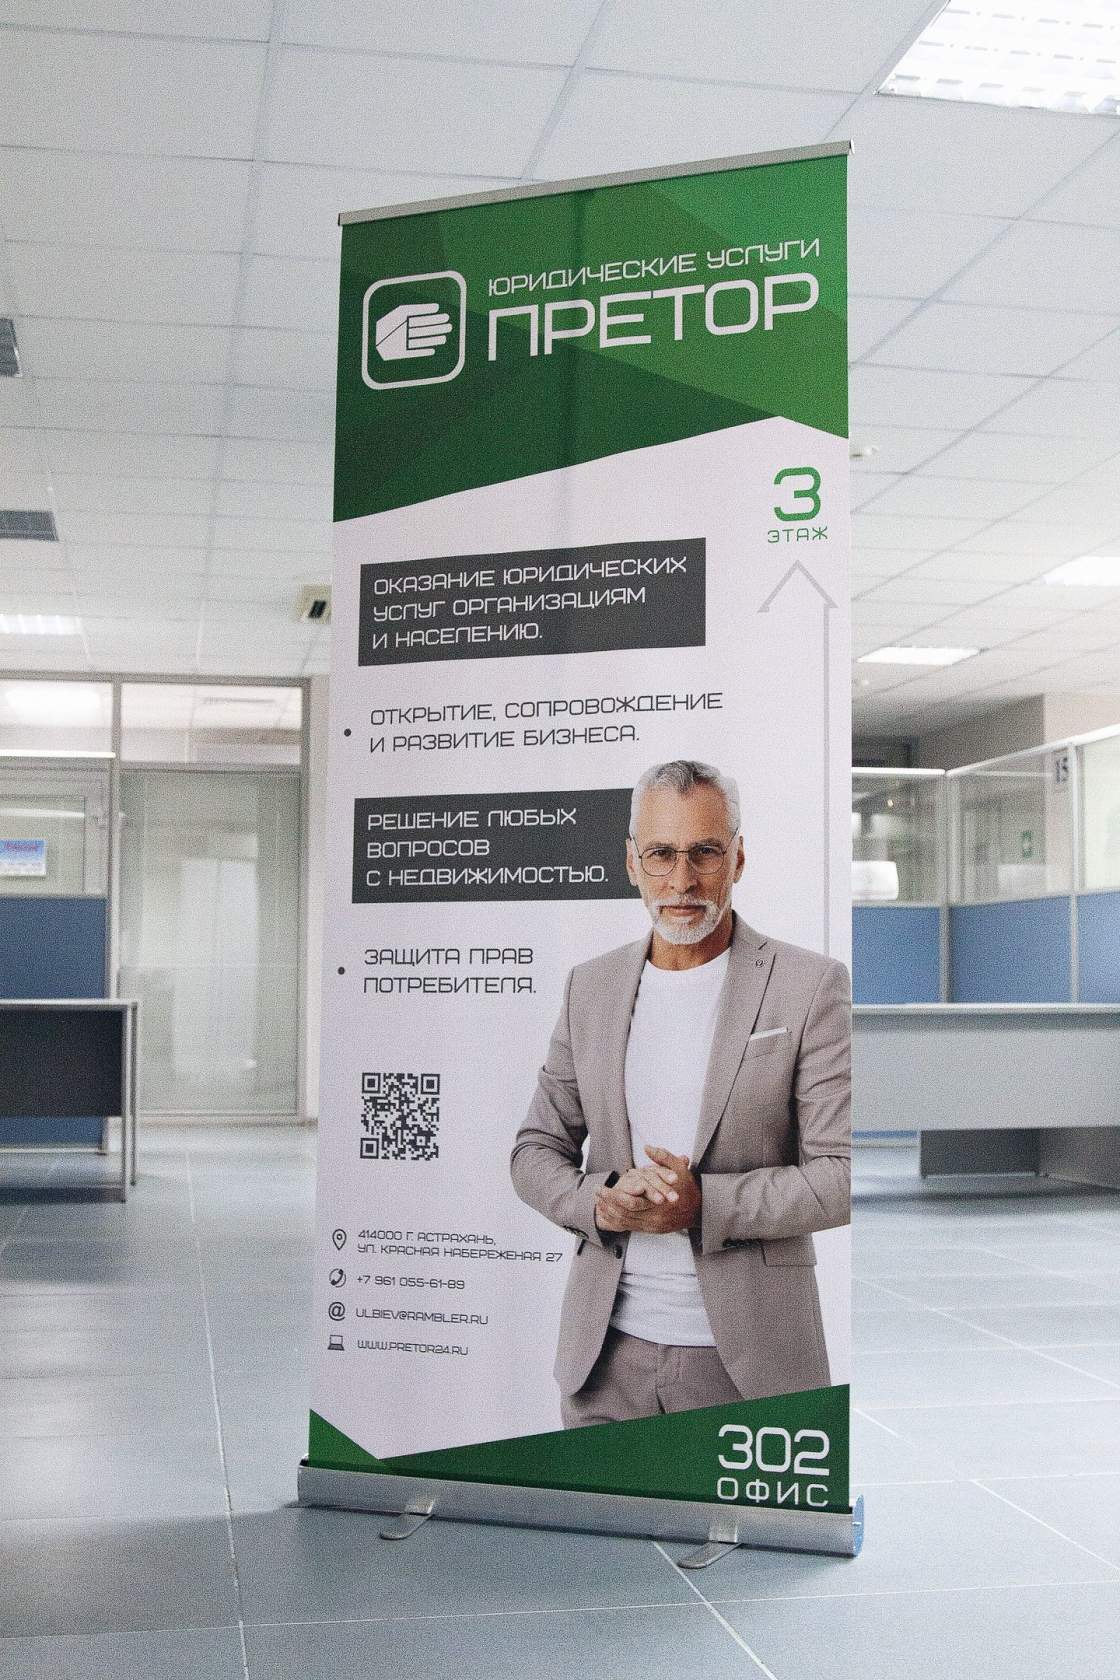 ЮРИДИЧЕСКИЕ УСЛУГИ
ПРЕТОР
3
ЭТАЖ
ОКАЗАНИЕ ЮРИДИЧЕСКИХ
УСЛУГ ОРГАНИЗАЦИЯМ
И НАСЕЛЕНИЮ.
• ОТКРЫТИЕ, СОПРОВОЖДЕНИЕ
И РАЗВИТИЕ БИЗНЕСА.
РЕШЕНИЕ ЛЮБЫХ
ВОПРОСОВ
С НЕДВИЖИМОСТЬЮ.
• ЗАЩИТА ПРАВ
ПОТРЕБИТЕЛЯ.
414000 Г. АСТРАХАНЬ,
УЛ. КРАСНАЯ НАБЕРЕЖЕНАЯ 27
+7 961 055-61-89
ULBIEV@RAMBLER.RU
WWW.PRETOR24.RU
302
ОФИС
15